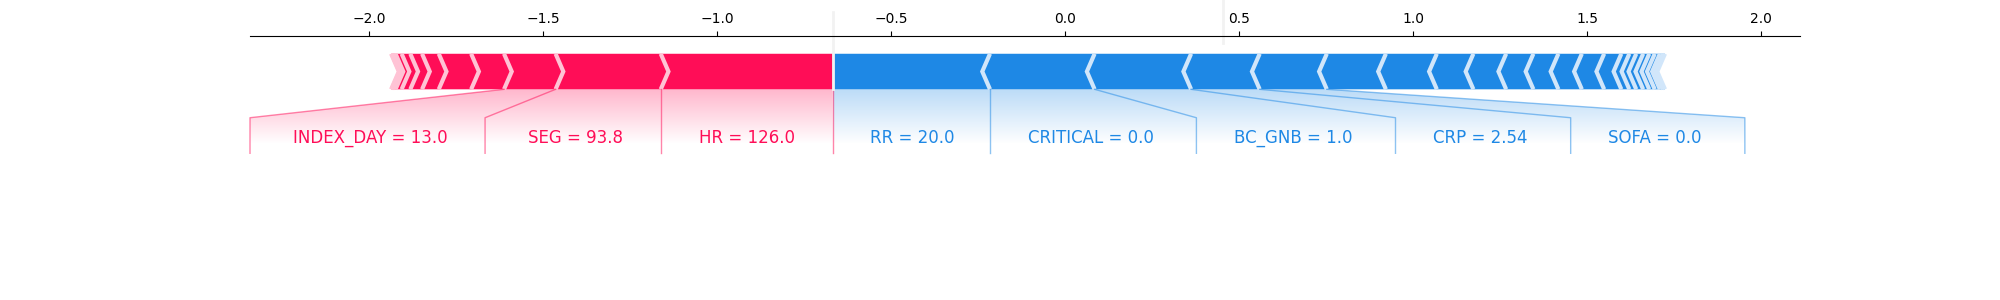 −2.0 −1.5 −1.0 −0.5 0.0 0.5 1.0 1.5 2.0
INDEX_DAY = 13.0 SEG = 93.8 HR = 126.0 RR = 20.0 CRITICAL = 0.0 BC_GNB = 1.0 CRP = 2.54 SOFA = 0.0